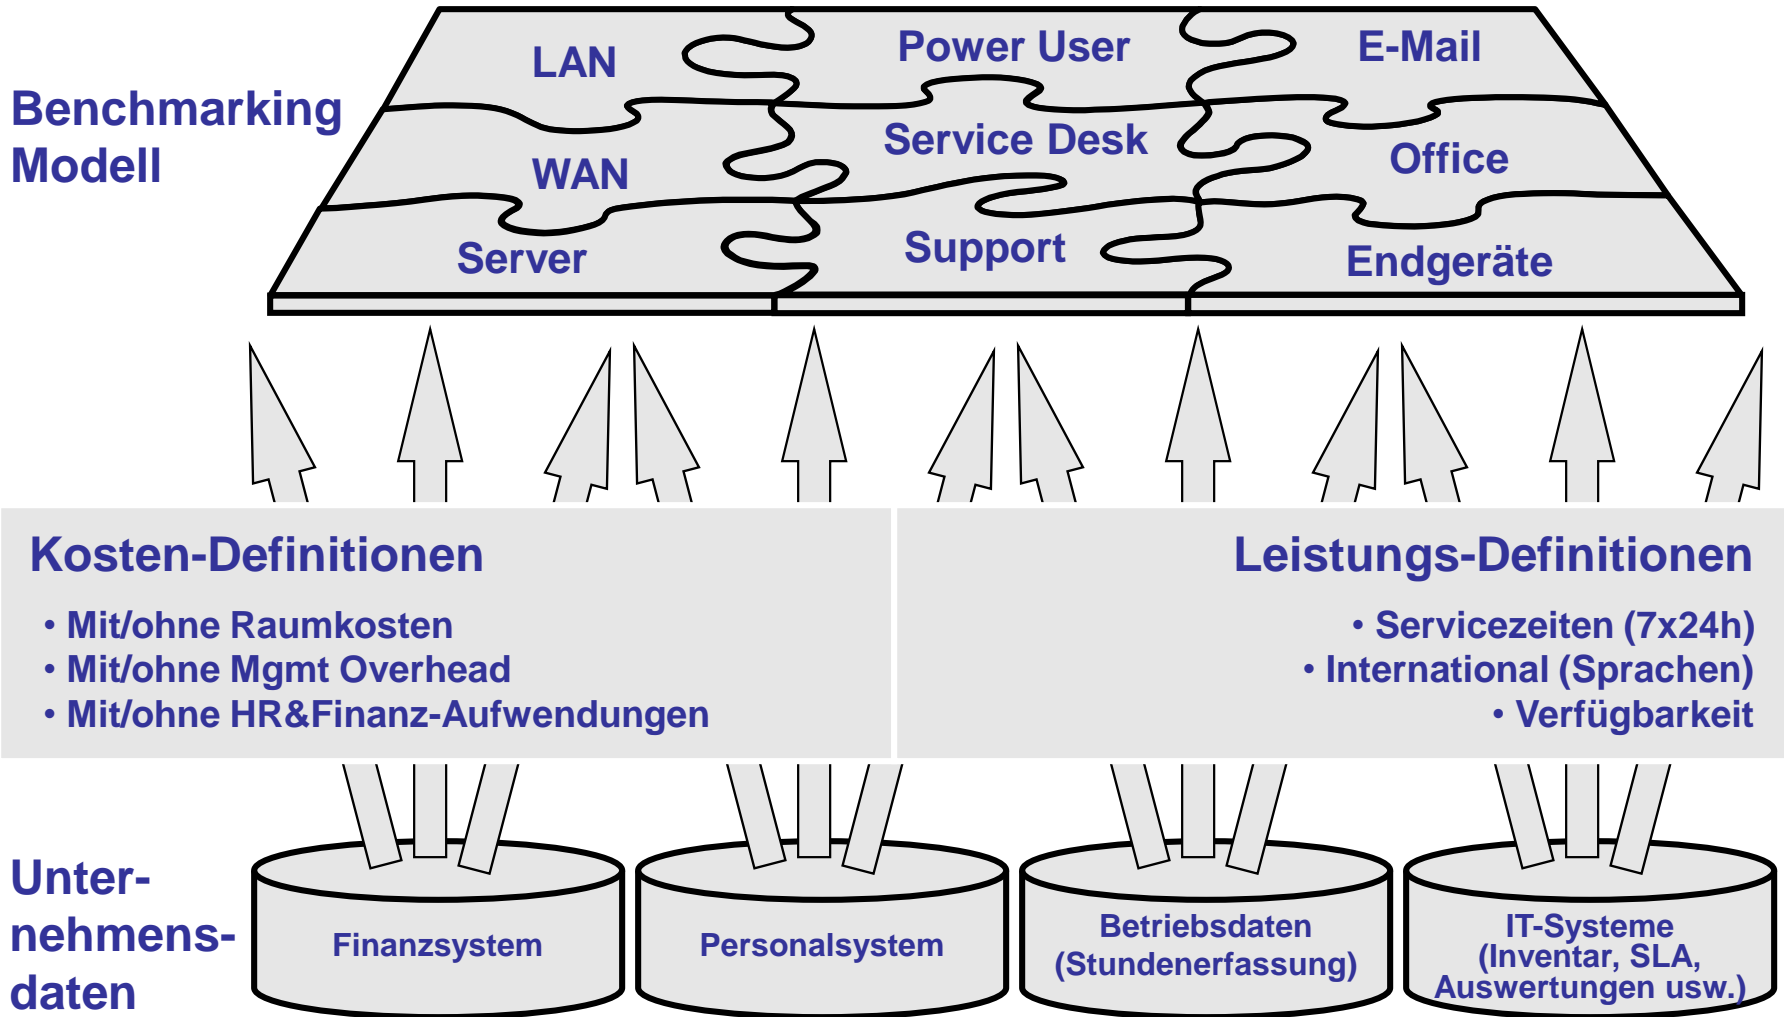 LAN
Power User
E-Mail
Benchmarking
Modell
WAN
Service Desk
Office
Server
Support
Endgeräte
Kosten-Definitionen
• Mit/ohne Raumkosten
• Mit/ohne Mgmt Overhead
• Mit/ohne HR&Finanz-Aufwendungen
Leistungs-Definitionen
• Servicezeiten (7x24h)
• International (Sprachen)
• Verfügbarkeit
Unter-
nehmens-
daten
Finanzsystem
Personalsystem
Betriebsdaten
(Stundenerfassung)
IT-Systeme
(Inventar, SLA,
Auswertungen usw.)